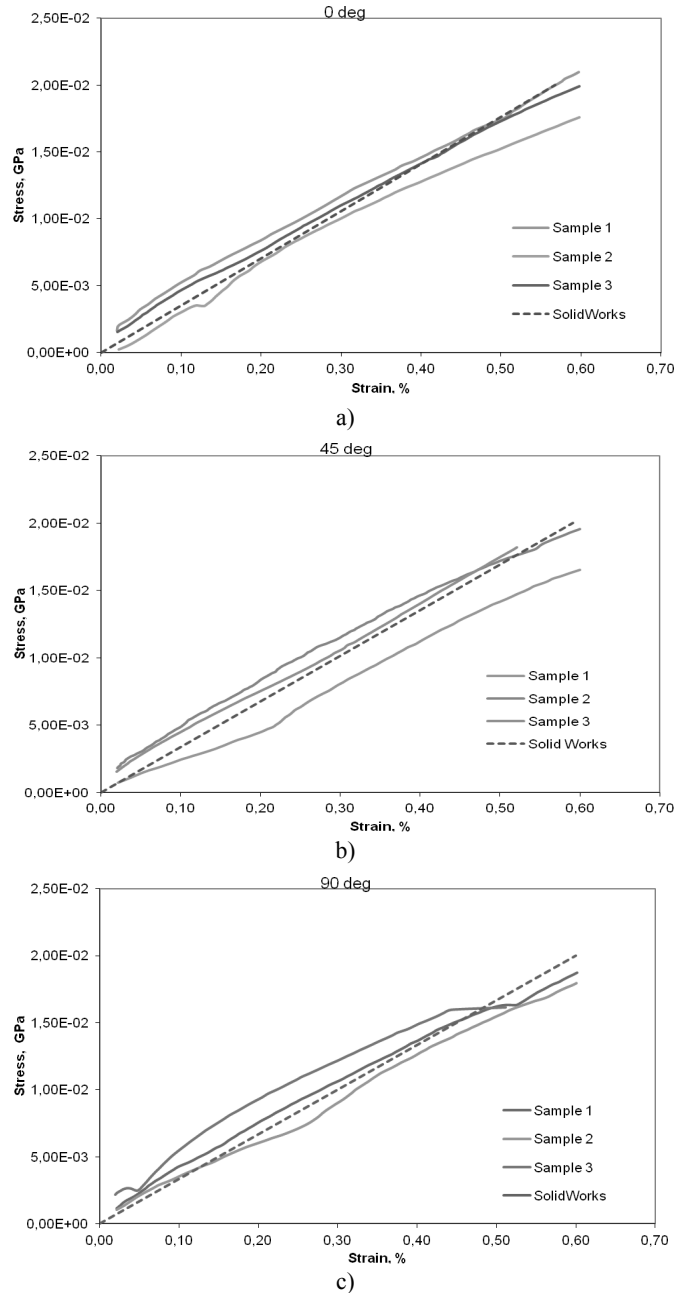 0 deg
2,50E-02
2,00E-02
1,50E-02
1,00E-02
5,00E-03
0,00E+00
Stress, GPa
Sample 1
Sample 2
Sample 3
SolidWorks
0,00 0,10 0,20 0,30 0,40 0,50 0,60 0,70
Strain, %
a)
45 deg
2,50E-02
2,00E-02
1,50E-02
1,00E-02
5,00E-03
0,00E+00
Stress, GPa
Sample 1
Sample 2
Sample 3
Solid Works
0,00 0,10 0,20 0,30 0,40 0,50 0,60 0,70
Strain, %
b)
90 deg
2,50E-02
2,00E-02
1,50E-02
1,00E-02
5,00E-03
0,00E+00
Stress, GPa
Sample 1
Sample 2
Sample 3
SolidWorks
0,00 0,10 0,20 0,30 0,40 0,50 0,60 0,70
Strain, %
c)